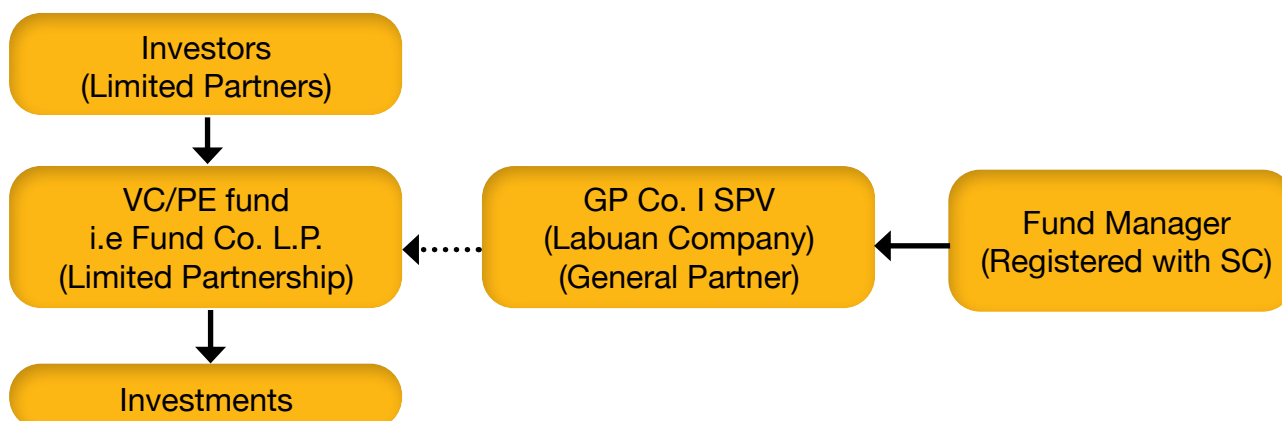 Investors
(Limited Partners)
VC/PE fund
i.e Fund Co. L.P.
(Limited Partnership)
GP Co. I SPV
(Labuan Company)
(General Partner)
Fund Manager
(Registered with SC)
Investments